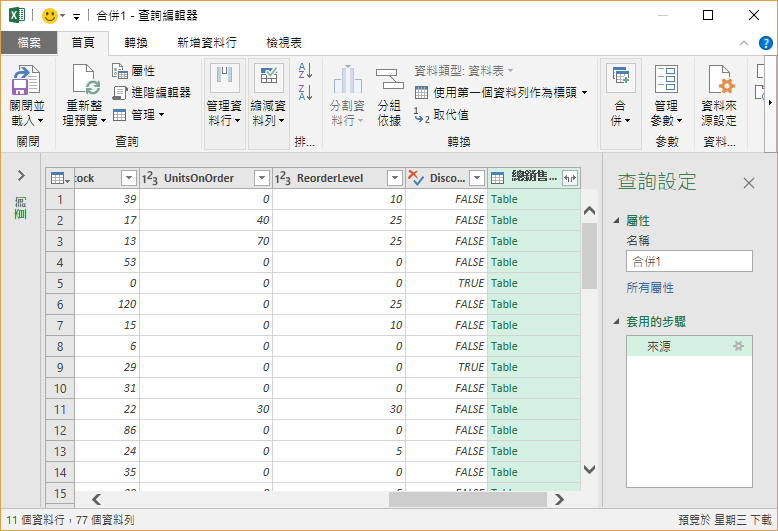 合併1 - 查詢編輯器
檔案 首頁 轉換 新增資料行 檢視表
關閉並載入 ▾
關閉
重新整理預覽 ▾
屬性
進階編輯器
管理 ▾
查詢
管理資料行 ▾
縮減資料列 ▾
排...
分割資料行 ▾
分組依據
資料類型: 資料表 ▾
使用第一個資料列作為標頭 ▾
取代值
轉換
合併 ▾
管理參數 ▾
參數
資料來源設定
資料...
tock 1²3 UnitsOnOrder 1²3 ReorderLevel Disco... 總銷售...
1 39 0 10 FALSE Table
2 17 40 25 FALSE Table
3 13 70 25 FALSE Table
4 53 0 0 FALSE Table
5 0 0 0 TRUE Table
6 120 0 25 FALSE Table
7 15 0 10 FALSE Table
8 6 0 0 FALSE Table
9 29 0 0 TRUE Table
10 31 0 0 FALSE Table
11 22 30 30 FALSE Table
12 86 0 0 FALSE Table
13 24 0 5 FALSE Table
14 35 0 0 FALSE Table
15
查詢設定
屬性
名稱
合併1
所有屬性
套用的步驟
來源
11 個資料行，77 個資料列
預覽於 星期三 下載